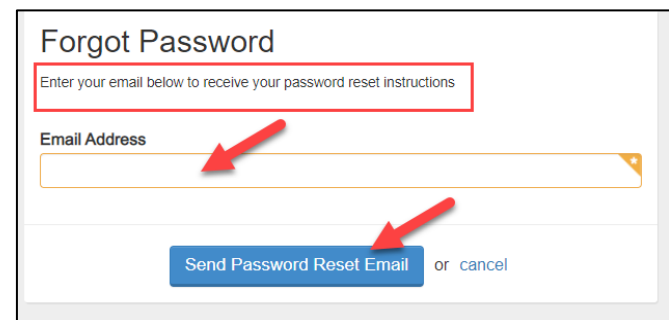 Forgot Password
Enter your email below to receive your password reset instructions
Email Address
Send Password Reset Email or cancel